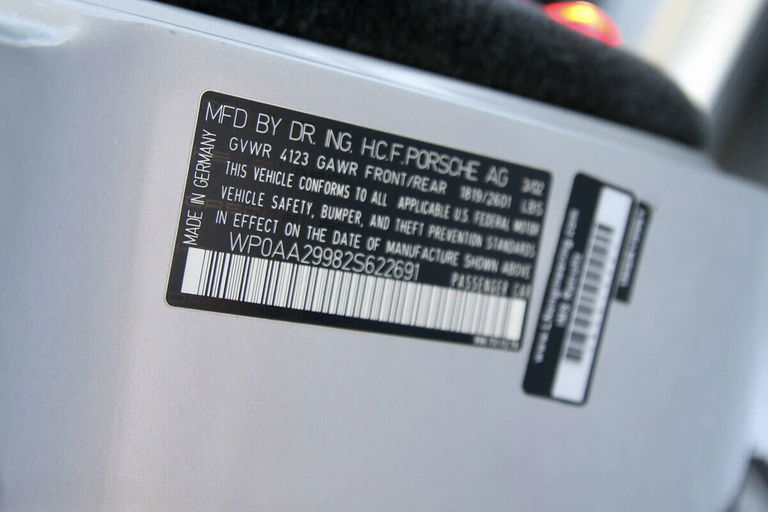 MFD BY DR. ING. H.C.F. PORSCHE AG 3/02
GVWR 4123 GAWR FRONT/REAR 1819/2601 LBS
THIS VEHICLE CONFORMS TO ALL APPLICABLE U.S. FEDERAL MOTOR
VEHICLE SAFETY, BUMPER, AND THEFT PREVENTION STANDARDS
IN EFFECT ON THE DATE OF MANUFACTURE SHOWN ABOVE
WP0AA29982S622691 PASSENGER CAR
MADE IN GERMANY